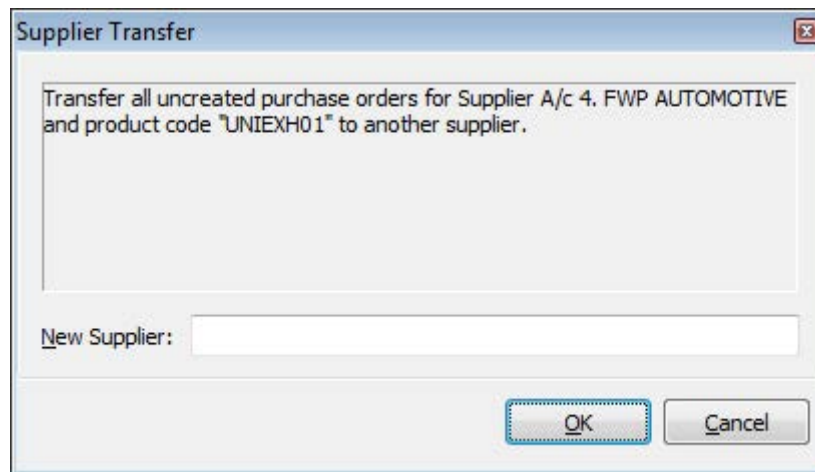 Supplier Transfer
Transfer all uncreated purchase orders for Supplier A/c 4. FWP AUTOMOTIVE
and product code "UNIEXH01" to another supplier.
New Supplier:
OK
Cancel